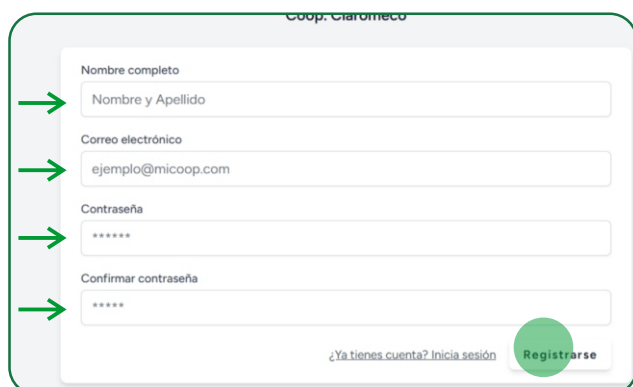 Coop. Claromecó
Nombre completo
Nombre y Apellido
Correo electrónico
ejemplo@micoop.com
Contraseña
******
Confirmar contraseña
*****
¿Ya tienes cuenta? Inicia sesión Registrarse